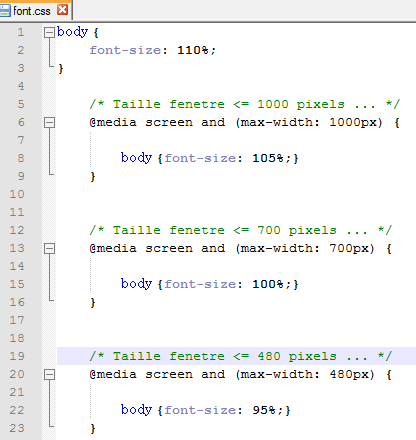 font.css
1 body {
2 font-size: 110%;
3 }
4
5 /* Taille fenetre <= 1000 pixels ... */
6 @media screen and (max-width: 1000px) {
7
8 body {font-size: 105%;}
9 }
10
11
12 /* Taille fenetre <= 700 pixels ... */
13 @media screen and (max-width: 700px) {
14
15 body {font-size: 100%;}
16 }
17
18
19 /* Taille fenetre <= 480 pixels ... */
20 @media screen and (max-width: 480px) {
21
22 body {font-size: 95%;}
23 }